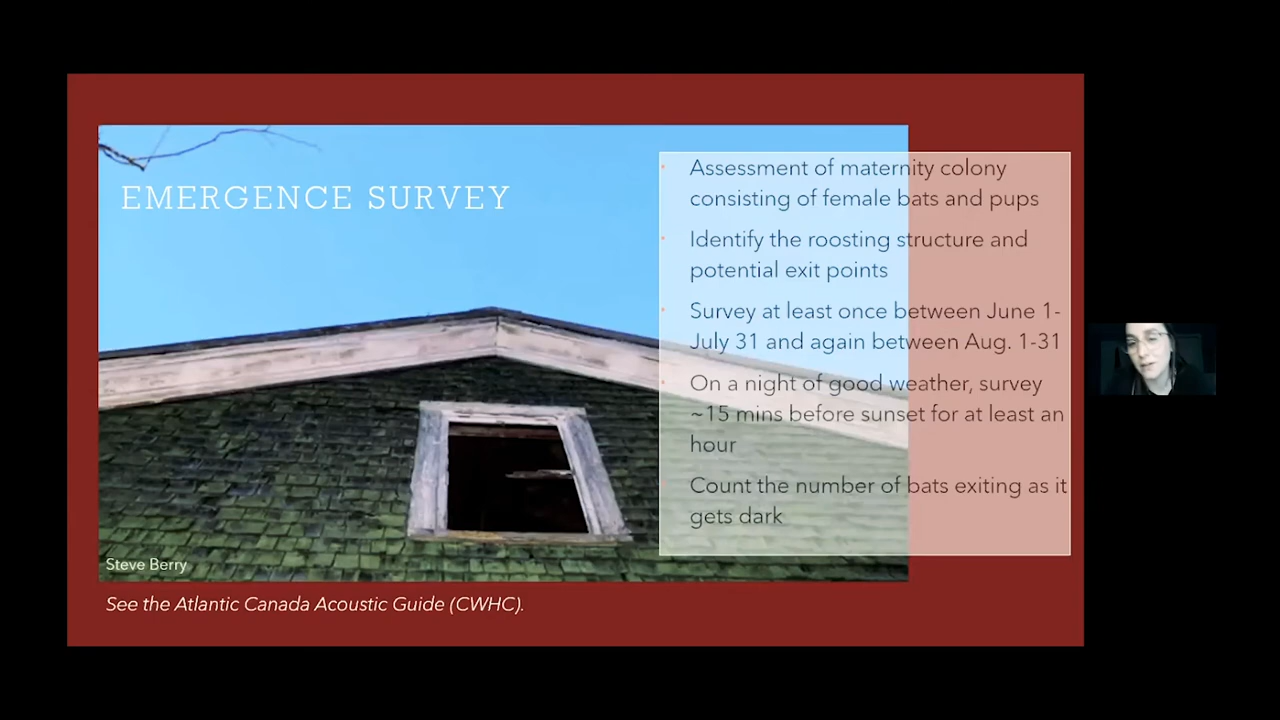 EMERGENCE SURVEY
Assessment of maternity colony
consisting of female bats and pups
Identify the roosting structure and
potential exit points
Survey at least once between June 1-
July 31 and again between Aug. 1-31
On a night of good weather, survey
~15 mins before sunset for at least an
hour
Count the number of bats exiting as it
gets dark
Steve Berry
See the Atlantic Canada Acoustic Guide (CWHC).